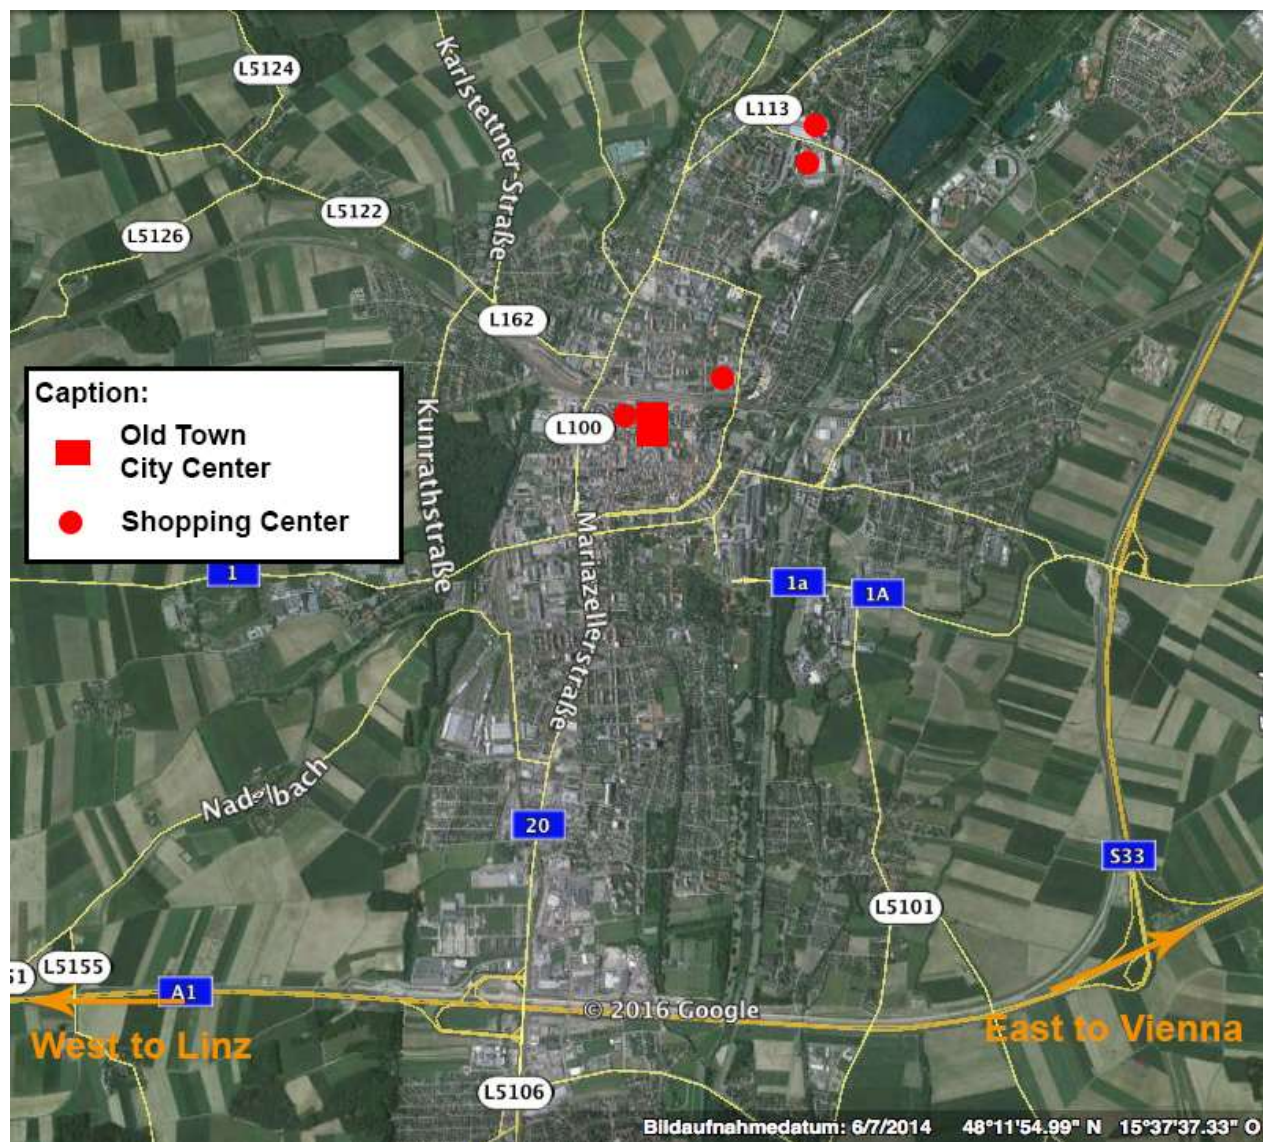 L5124
Karlstettner Straße
L113
L5122
L5126
L162
Caption:
Old Town
City Center
Shopping Center
L100
Kunrathstraße
Mariazellerstraße
1
1a
1A
Nadelbach
20
S33
L5101
51
L5155
A1
© 2016 Google
West to Linz
East to Vienna
L5106
Bildaufnahmedatum: 6/7/2014 48°11'54.99" N 15°37'37.33" O